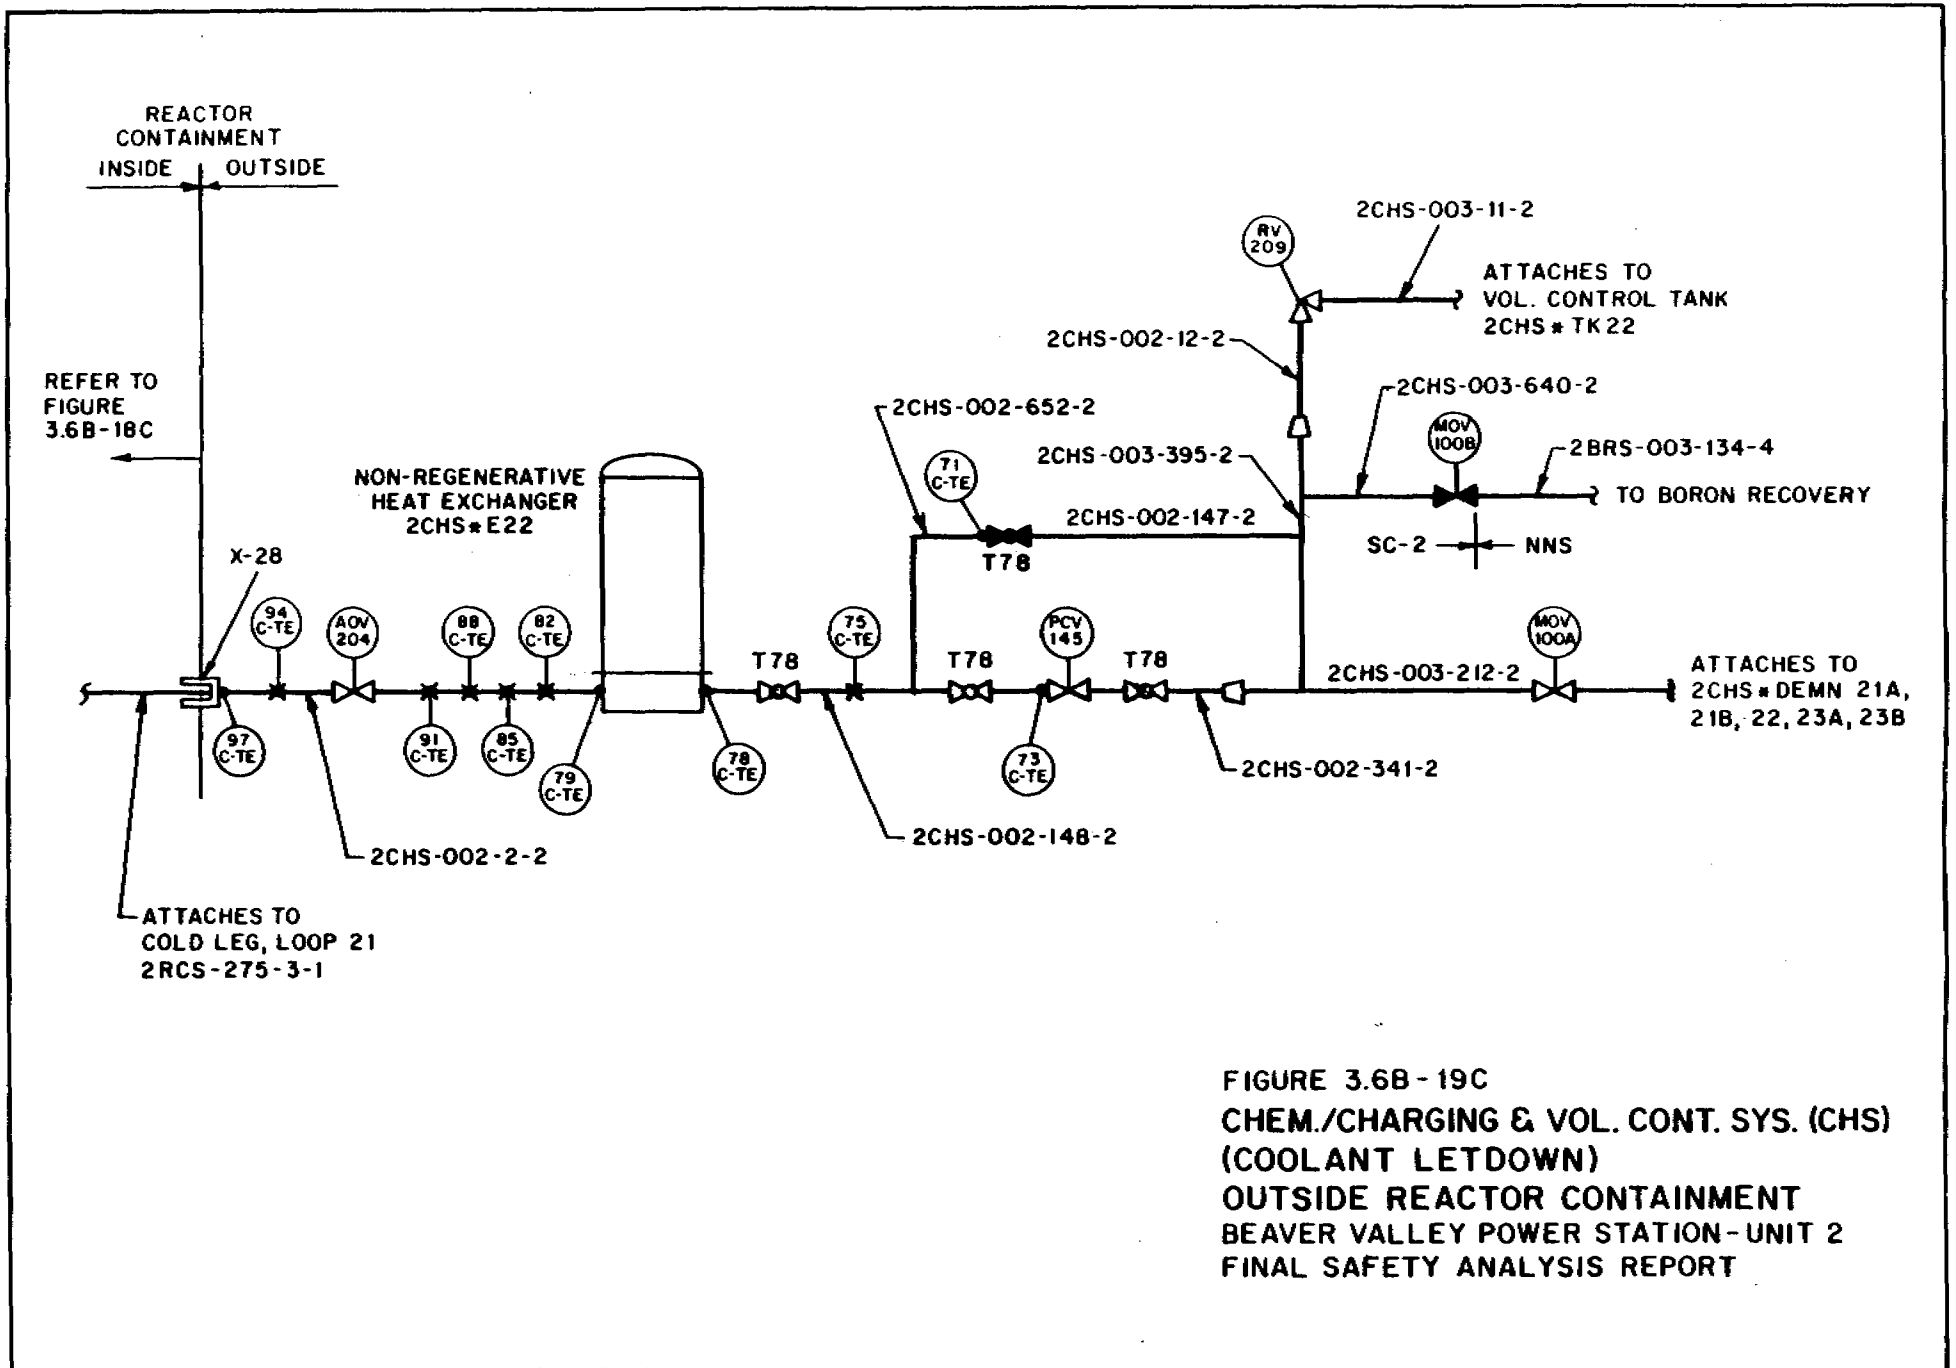 REACTOR
CONTAINMENT
INSIDE
OUTSIDE
REFER TO
FIGURE
3.6B-18C
X-28
NON-REGENERATIVE
HEAT EXCHANGER
2CHS*E22
94
C-TE
AOV
204
88
C-TE
82
C-TE
97
C-TE
91
C-TE
85
C-TE
79
C-TE
78
C-TE
2CHS-002-2-2
ATTACHES TO
COLD LEG, LOOP 21
2RCS-275-3-1
T78
75
C-TE
2CHS-002-148-2
2CHS-002-652-2
71
C-TE
T78
2CHS-002-147-2
T78
PCV
145
T78
73
C-TE
2CHS-002-341-2
RV
209
2CHS-003-11-2
ATTACHES TO
VOL. CONTROL TANK
2CHS*TK22
2CHS-002-12-2
2CHS-003-640-2
2CHS-003-395-2
MOV
100B
2BRS-003-134-4
TO BORON RECOVERY
SC-2
NNS
2CHS-003-212-2
MOV
100A
ATTACHES TO
2CHS*DEMN 21A,
21B, 22, 23A, 23B
FIGURE 3.6B-19C
CHEM./CHARGING & VOL. CONT. SYS. (CHS)
(COOLANT LETDOWN)
OUTSIDE REACTOR CONTAINMENT
BEAVER VALLEY POWER STATION-UNIT 2
FINAL SAFETY ANALYSIS REPORT